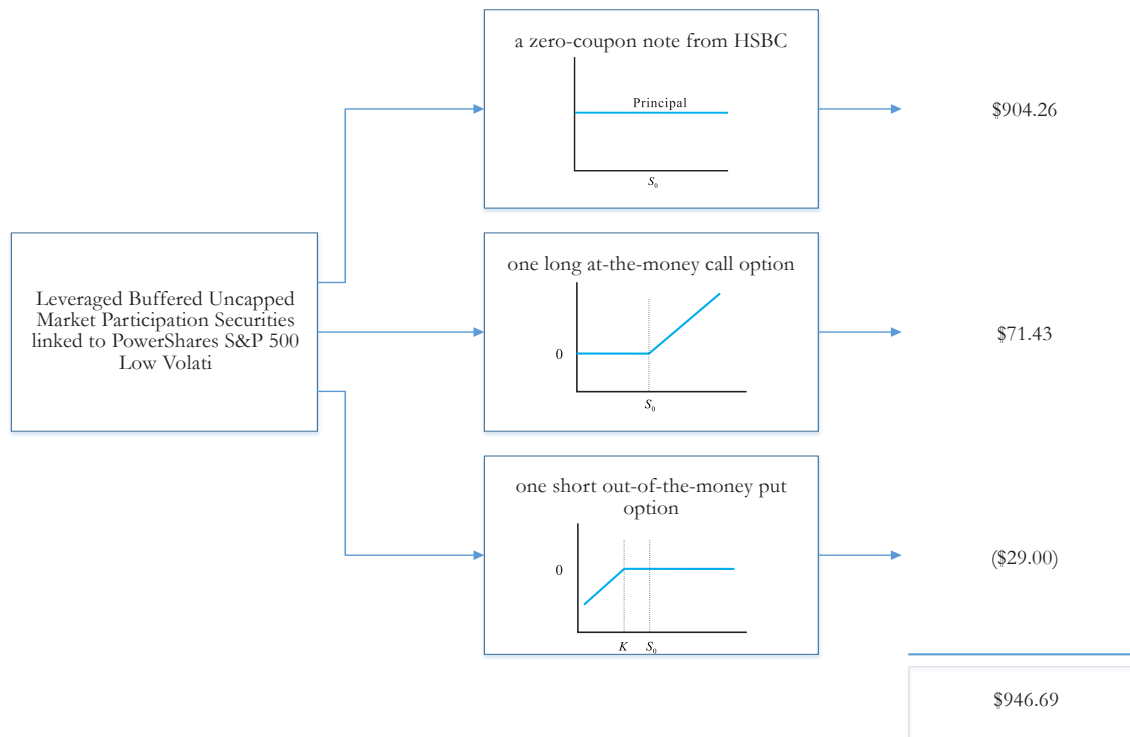 a zero-coupon note from HSBC
Principal
S₀
$904.26
Leveraged Buffered Uncapped
Market Participation Securities
linked to PowerShares S&P 500
Low Volati
one long at-the-money call option
0
S₀
$71.43
one short out-of-the-money put
option
0
K S₀
($29.00)
$946.69